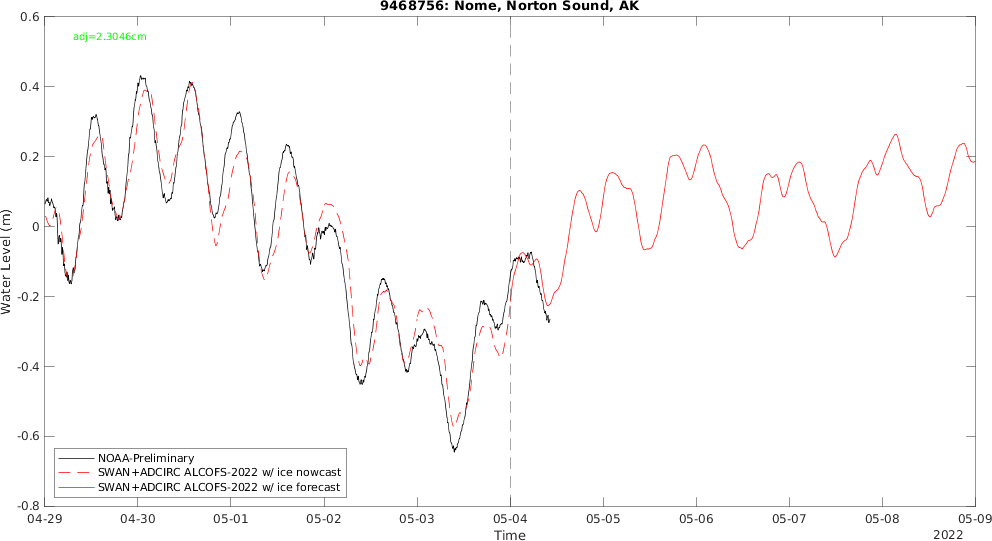 9468756: Nome, Norton Sound, AK
adj=2.3046cm
0.6
0.4
0.2
0
-0.2
-0.4
-0.6
-0.8
Water Level (m)
NOAA-Preliminary
SWAN+ADCIRC ALCOFS-2022 w/ ice nowcast
SWAN+ADCIRC ALCOFS-2022 w/ ice forecast
04-29 04-30 05-01 05-02 05-03 05-04 05-05 05-06 05-07 05-08 05-09
Time
2022